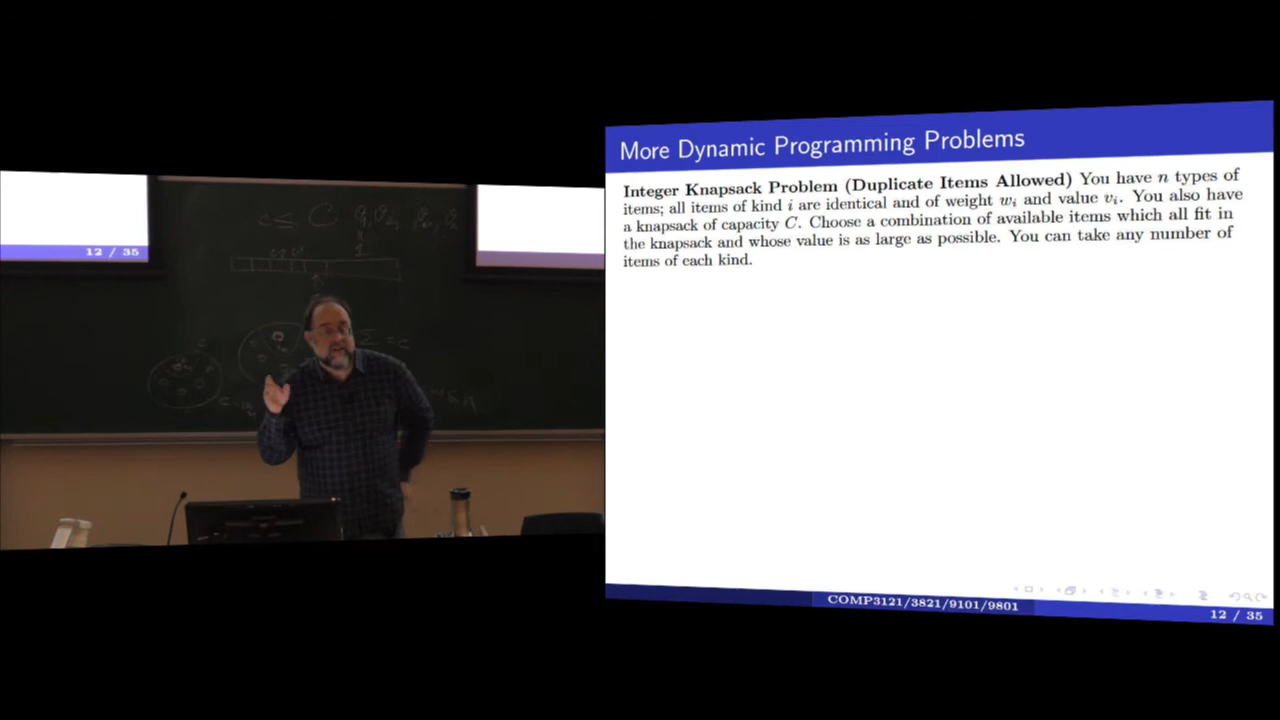 12 / 35
More Dynamic Programming Problems
Integer Knapsack Problem (Duplicate Items Allowed) You have n types of
items; all items of kind i are identical and of weight wᵢ and value vᵢ. You also have
a knapsack of capacity C. Choose a combination of available items which all fit in
the knapsack and whose value is as large as possible. You can take any number of
items of each kind.
COMP3121/3821/9101/9801
12 / 35